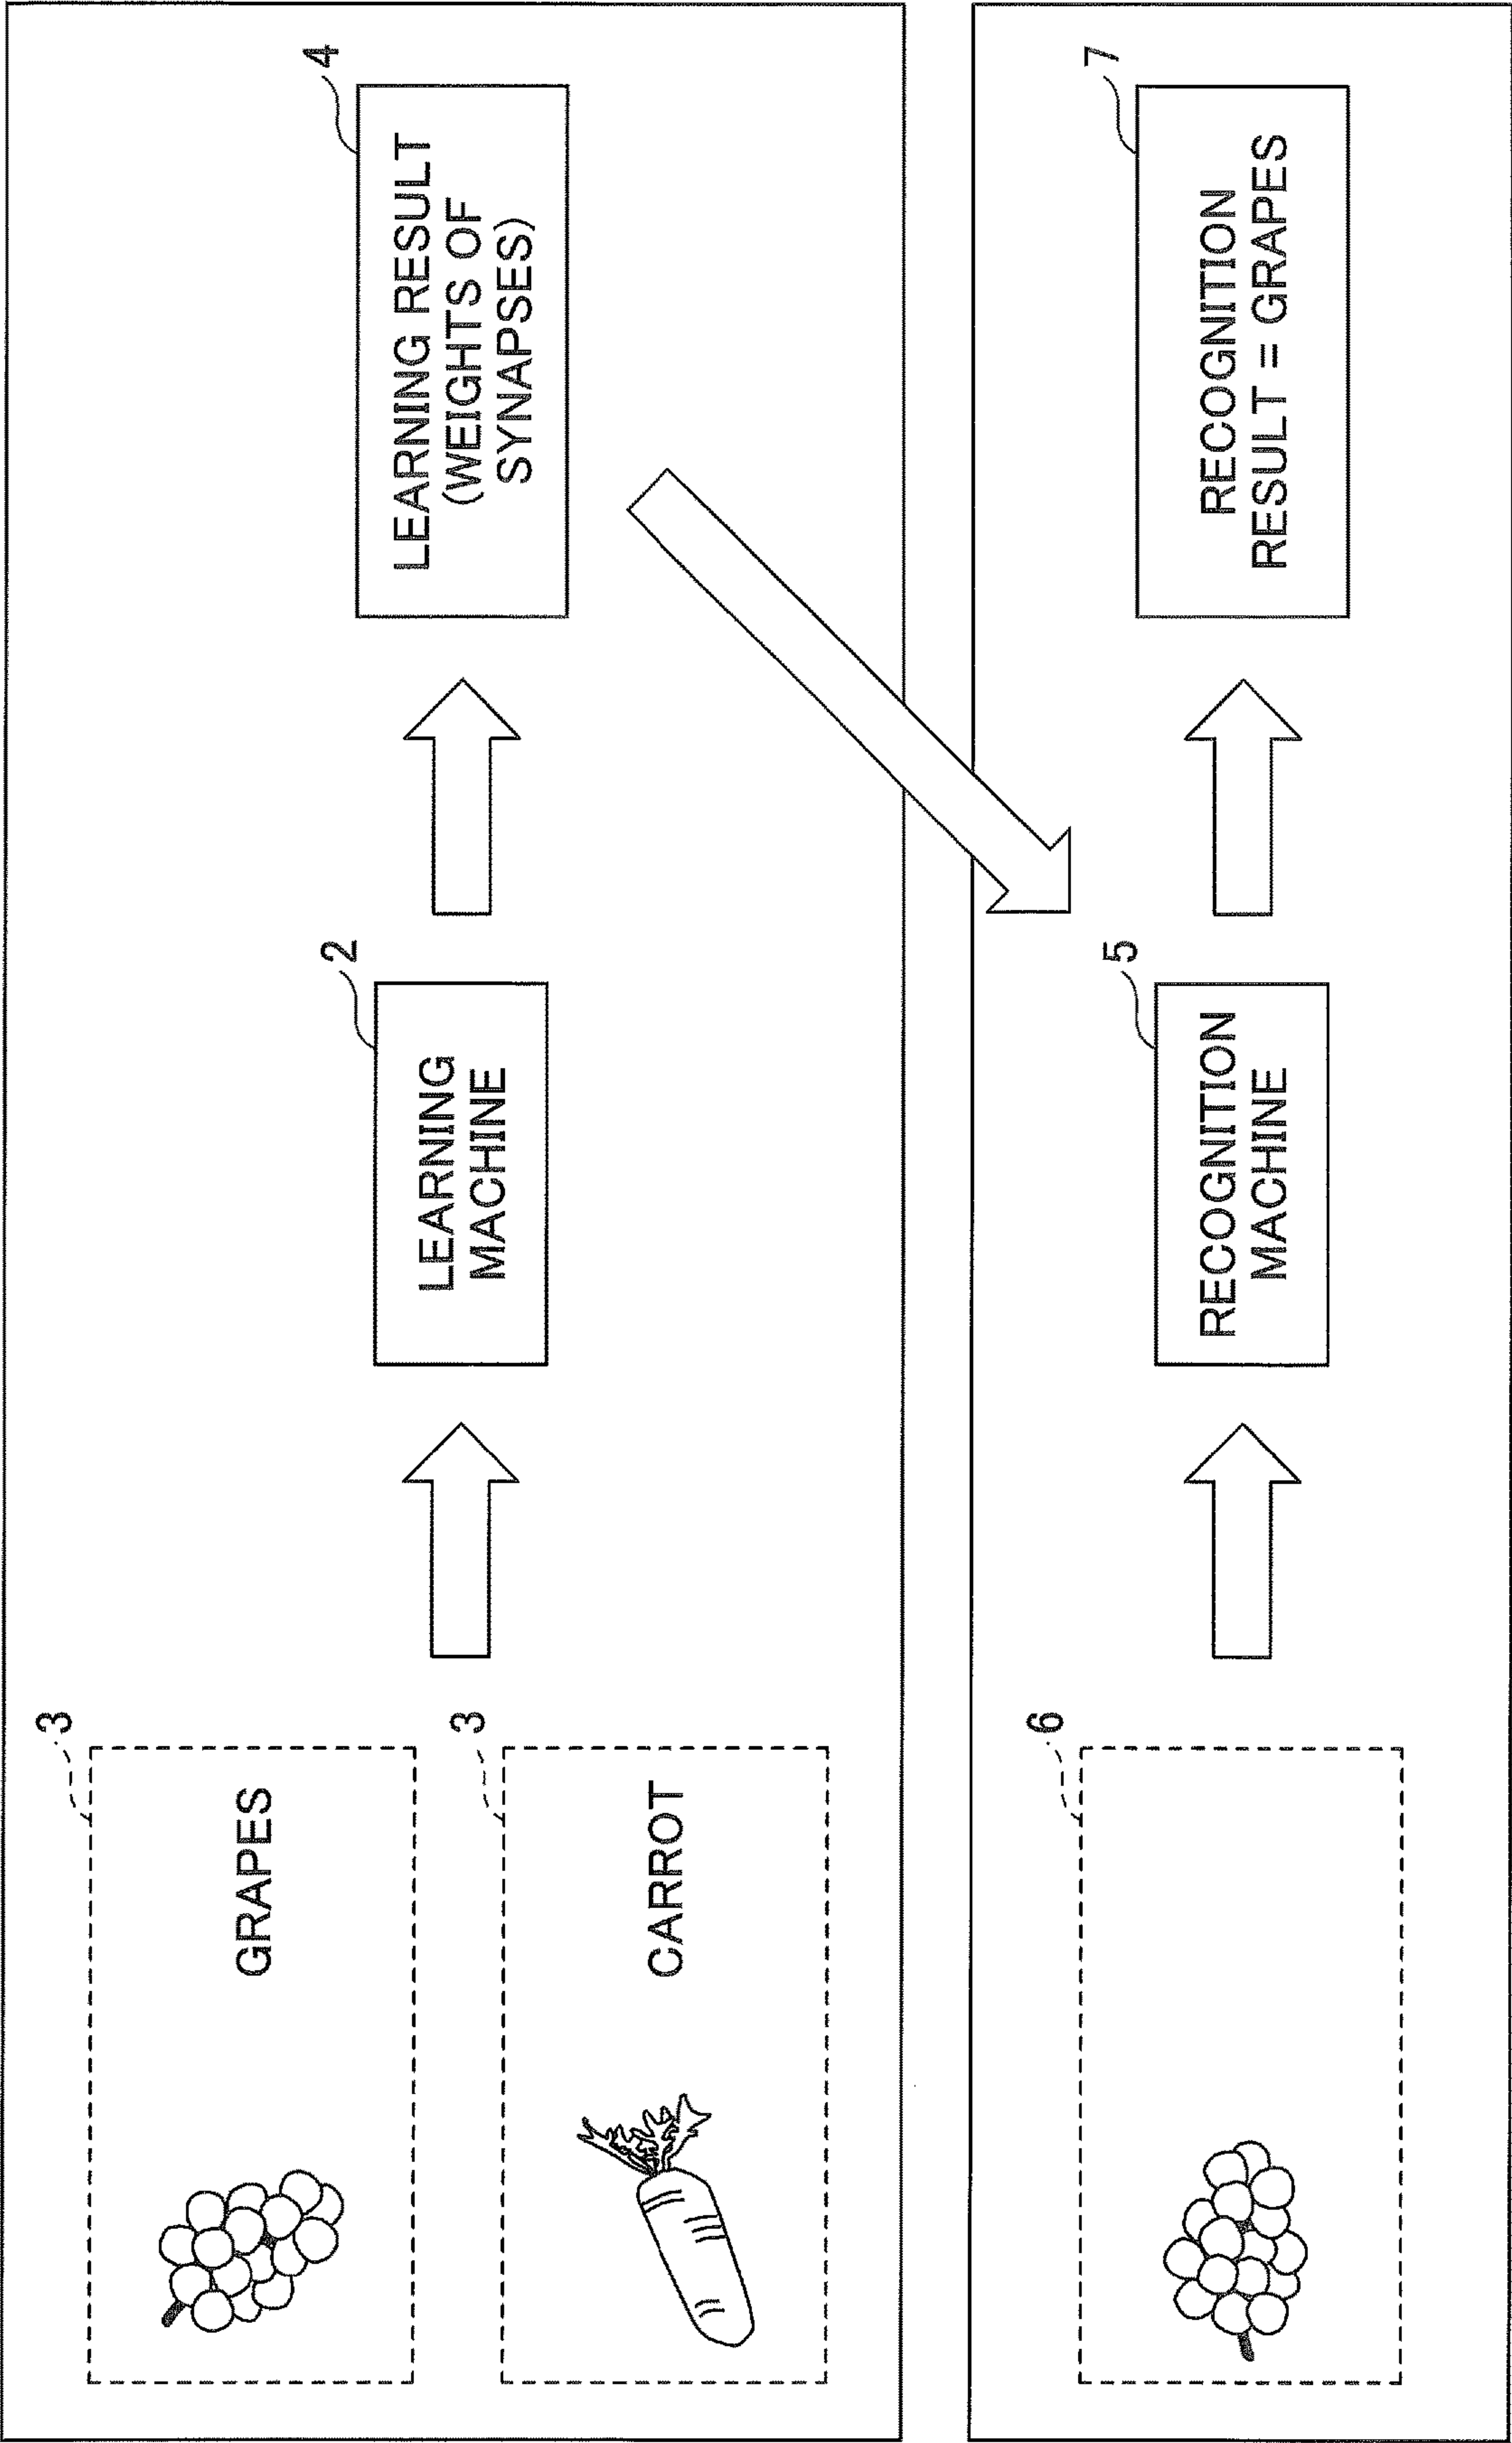 3
GRAPES
3
CARROT
2
LEARNING
MACHINE
4
LEARNING RESULT
(WEIGHTS OF
SYNAPSES)
6
5
RECOGNITION
MACHINE
7
RECOGNITION
RESULT = GRAPES